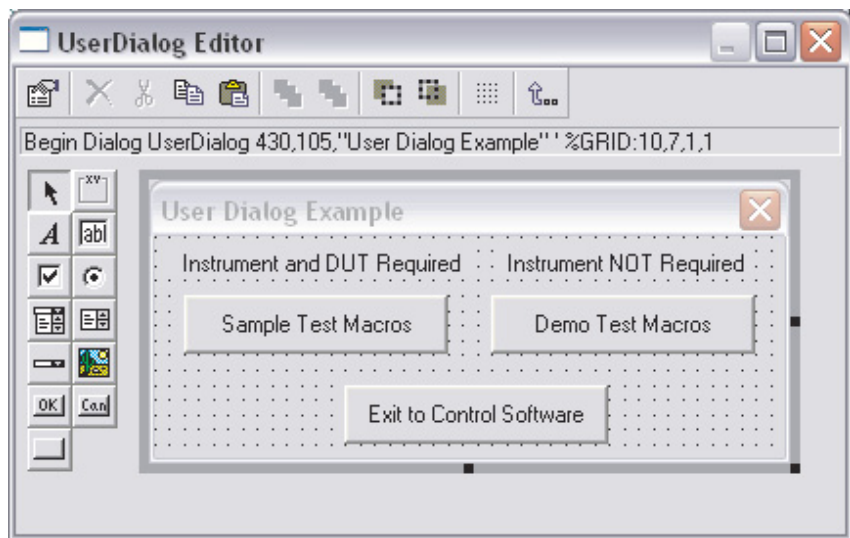 UserDialog Editor
Begin Dialog UserDialog 430,105,"User Dialog Example" ' %GRID:10,7,1,1
XY
A abl
OK Can
User Dialog Example
Instrument and DUT Required Instrument NOT Required
Sample Test Macros Demo Test Macros
Exit to Control Software